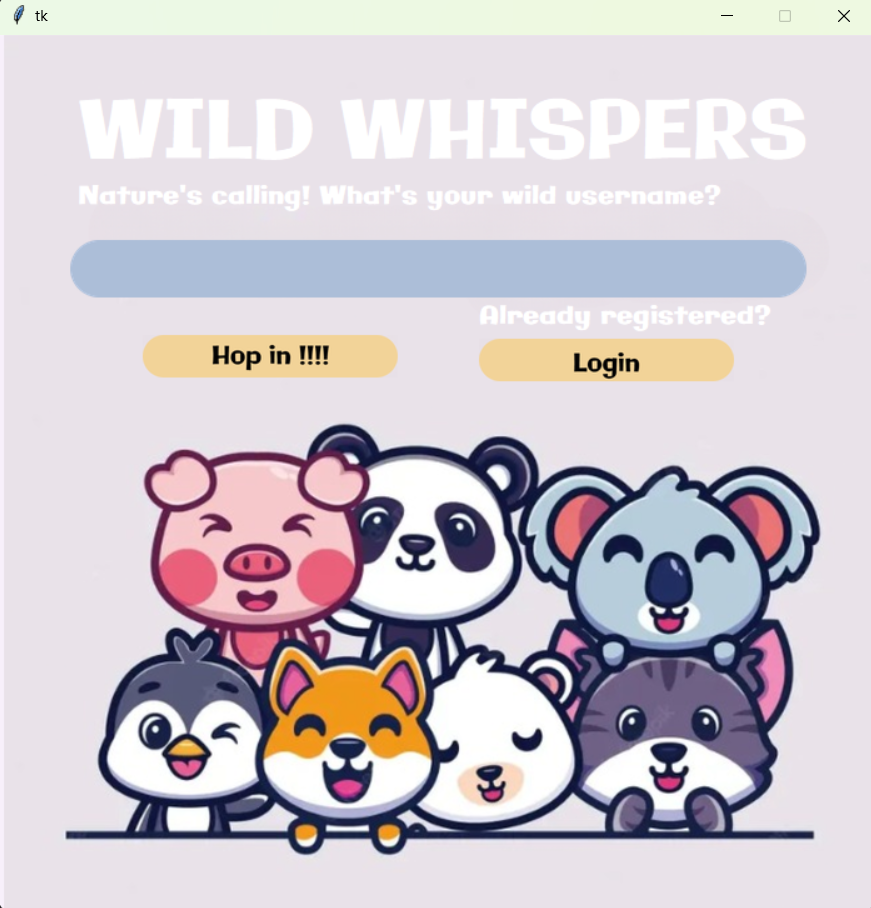 tk
WILD WHISPERS
Nature's calling! What's your wild username?
Already registered?
Hop in !!!!
Login